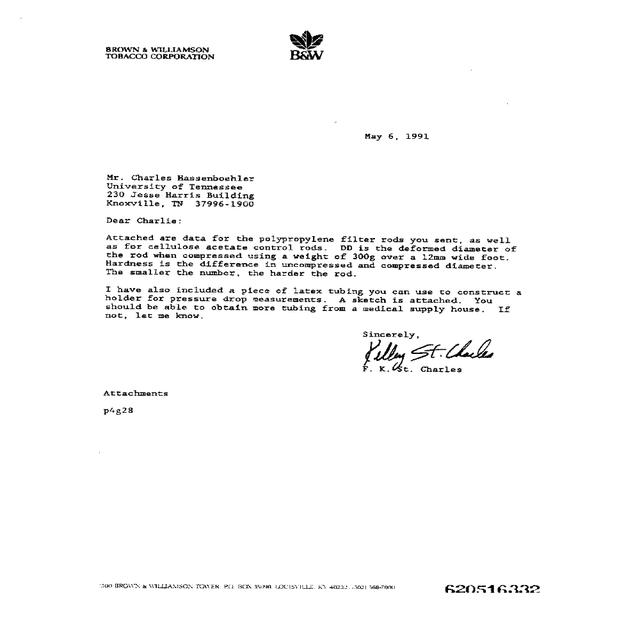 BROWN & WILLIAMSON
TOBACCO CORPORATION
B&W
May 6, 1991
Mr. Charles Hassenboehler
University of Tennessee
230 Jesse Harris Building
Knoxville, TN 37996-1900
Dear Charlie:
Attached are data for the polypropylene filter rods you sent, as well
as for cellulose acetate control rods. DD is the deformed diameter of
the rod when compressed using a weight of 300g over a 12mm wide foot.
Hardness is the difference in uncompressed and compressed diameter.
The smaller the number, the harder the rod.
I have also included a piece of latex tubing you can use to construct a
holder for pressure drop measurements. A sketch is attached. You
should be able to obtain more tubing from a medical supply house. If
not, let me know.
Sincerely,
Kelley St. Charles
F. K. St. Charles
Attachments
p4g28
BROWN & WILLIAMSON TOWER, P.O. BOX LOUISVILLE, KY
620516332